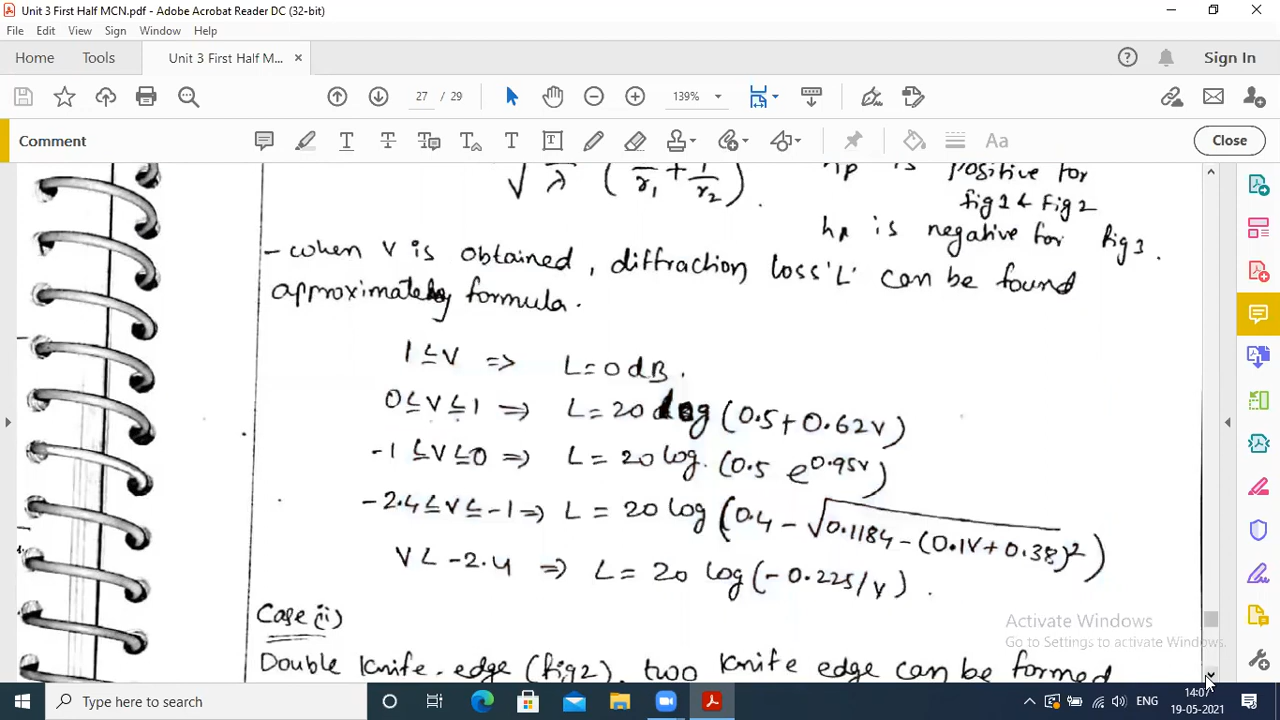 Unit 3 First Half MCN.pdf - Adobe Acrobat Reader DC (32-bit)
File Edit View Sign Window Help
Home Tools Unit 3 First Half M... × Sign In
27 / 29 139%
Comment Close
√ λ ( r₁ + 1/r₂ ) .
hp is positive for
fig 1 & fig 2
hp is negative for fig 3.
- when v is obtained, diffraction loss 'L' can be found
approximately formula.
1 ≤ v => L = 0 dB.
0 ≤ v ≤ 1 => L = 20 log (0.5 + 0.62v)
-1 ≤ v ≤ 0 => L = 20 log. (0.5 e^0.95v)
-2.4 ≤ v ≤ -1 => L = 20 log (0.4 - √0.1184 - (0.1v + 0.38)²)
v < -2.4 => L = 20 log (-0.225/v) .
Case (ii)
Double knife-edge (fig 2), two knife edge can be formed
Activate Windows
Go to Settings to activate Windows.
Type here to search
ENG
19-05-2021